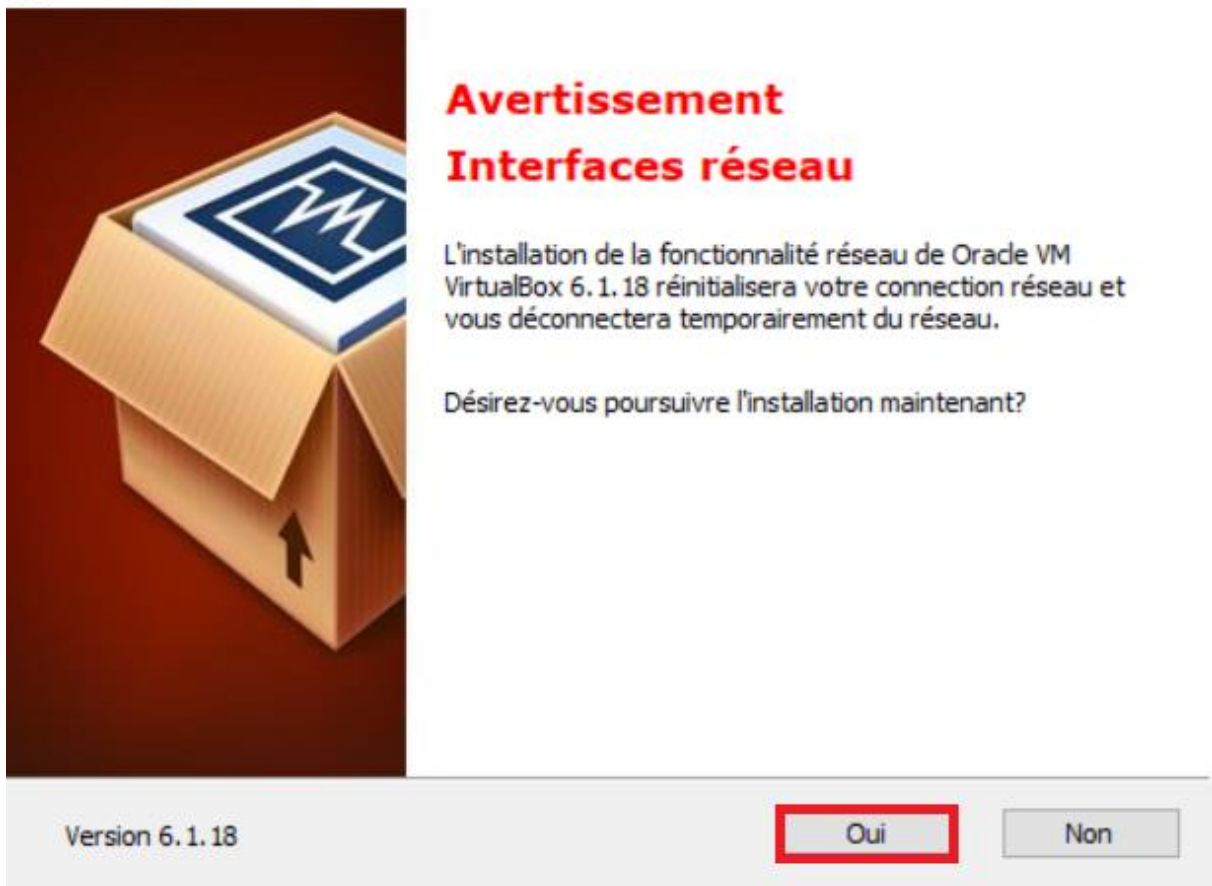 Avertissement
Interfaces réseau
L'installation de la fonctionnalité réseau de Oracle VM
VirtualBox 6.1.18 réinitialisera votre connection réseau et
vous déconnectera temporairement du réseau.
Désirez-vous poursuivre l'installation maintenant?
Version 6.1.18
Oui
Non